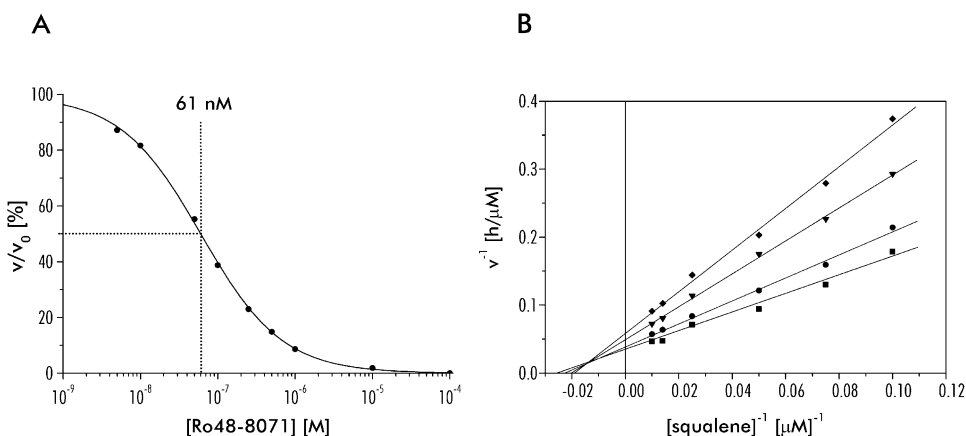 A
B
61 nM
100
80
60
40
20
0
v/v₀ [%]
10⁻⁹ 10⁻⁸ 10⁻⁷ 10⁻⁶ 10⁻⁵ 10⁻⁴
[Ro48-8071] [M]
0.4
0.3
0.2
0.1
0.0
v⁻¹ [h/μM]
-0.02 0.00 0.02 0.04 0.06 0.08 0.10 0.12
[squalene]⁻¹ [μM]⁻¹